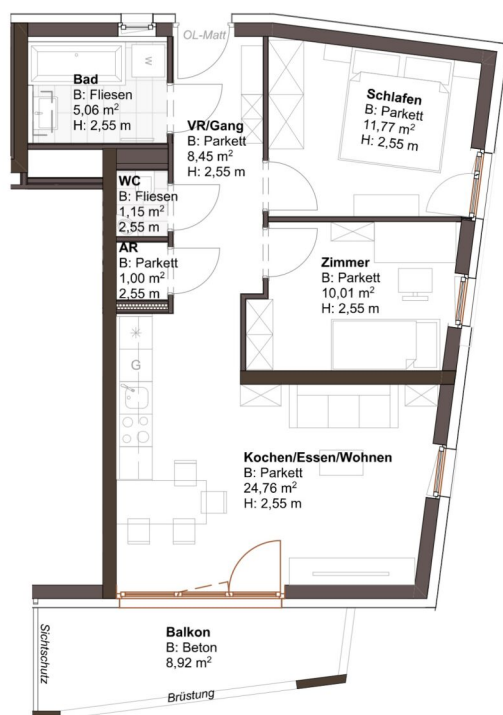 OL-Matt
Bad
B: Fliesen
5,06 m²
H: 2,55 m
W
VR/Gang
B: Parkett
8,45 m²
H: 2,55 m
Schlafen
B: Parkett
11,77 m²
H: 2,55 m
WC
B: Fliesen
1,15 m²
2,55 m
AR
B: Parkett
1,00 m²
2,55 m
Zimmer
B: Parkett
10,01 m²
H: 2,55 m
G
Kochen/Essen/Wohnen
B: Parkett
24,76 m²
H: 2,55 m
Balkon
B: Beton
8,92 m²
Sichtschutz
Brüstung